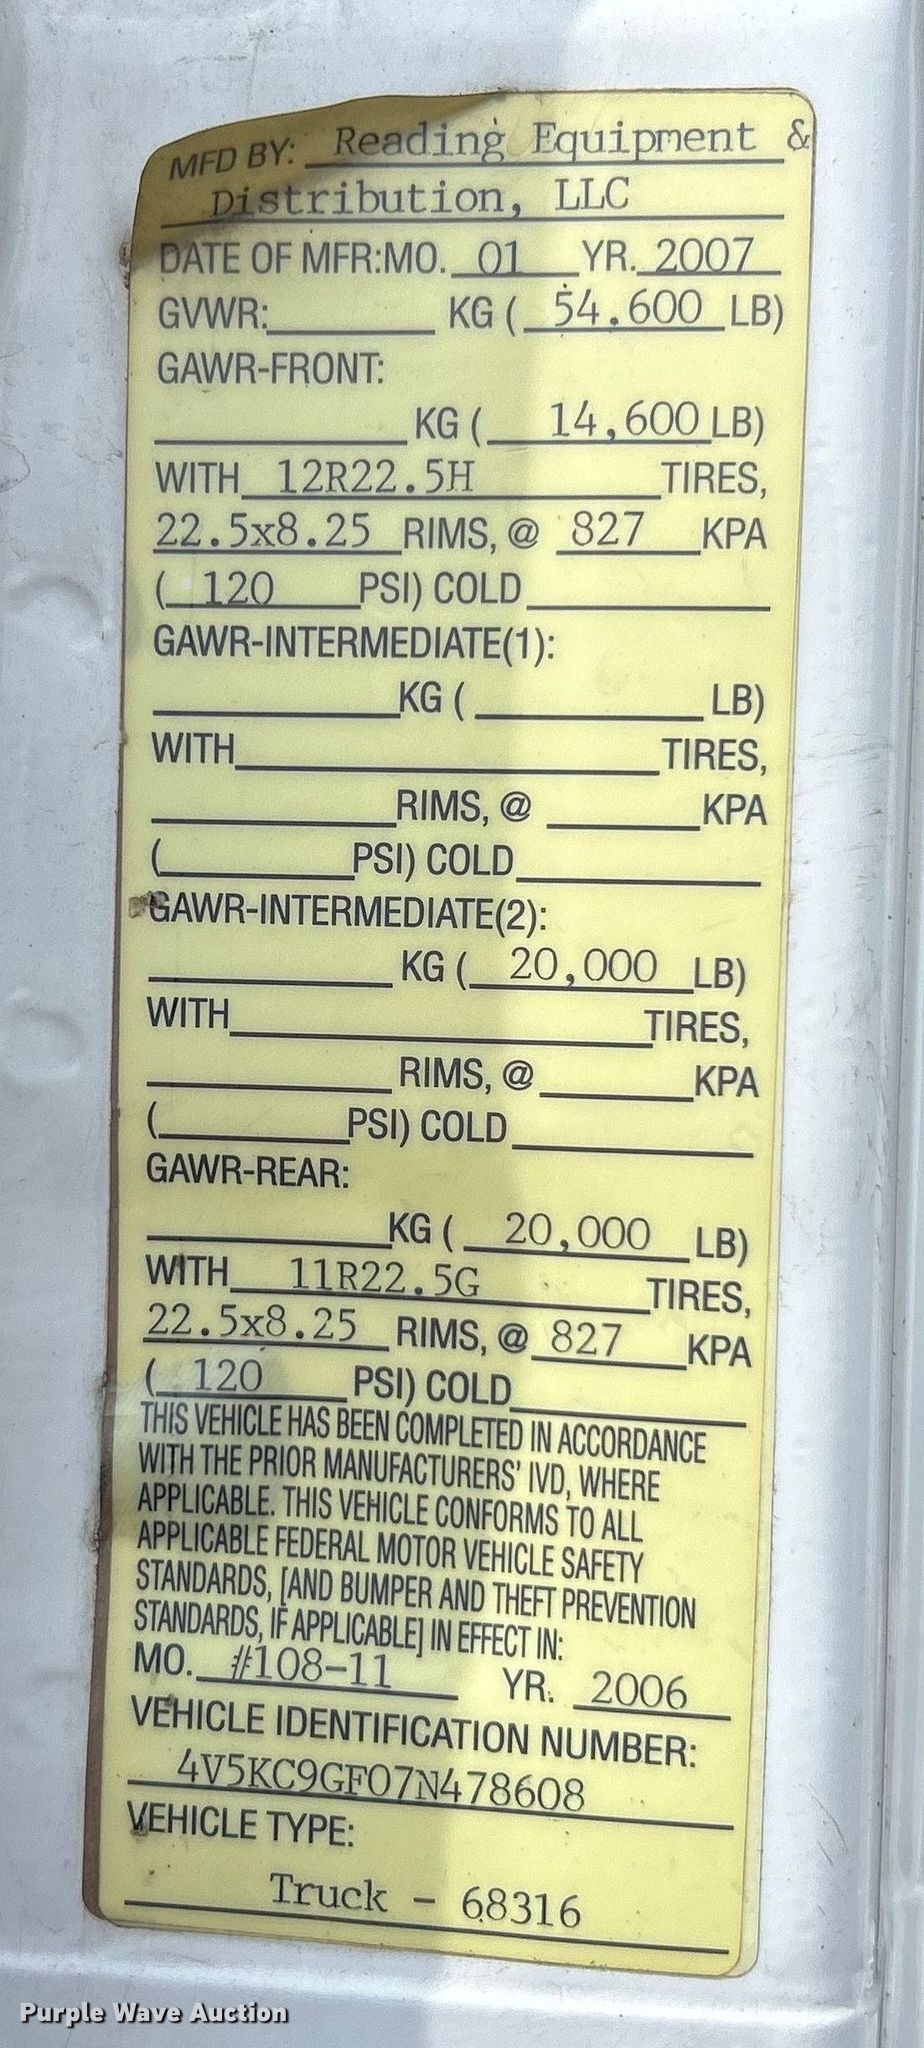 MFD BY: Reading Equipment &
Distribution, LLC
DATE OF MFR:MO. 01 YR. 2007
GVWR: KG ( 54.600 LB)
GAWR-FRONT:
KG ( 14,600 LB)
WITH 12R22.5H TIRES,
22.5x8.25 RIMS, @ 827 KPA
( 120 PSI) COLD
GAWR-INTERMEDIATE(1):
KG ( LB)
WITH TIRES,
RIMS, @ KPA
( PSI) COLD
GAWR-INTERMEDIATE(2):
KG ( 20,000 LB)
WITH TIRES,
RIMS, @ KPA
( PSI) COLD
GAWR-REAR:
KG ( 20,000 LB)
WITH 11R22.5G TIRES,
22.5x8.25 RIMS, @ 827 KPA
( 120 PSI) COLD
THIS VEHICLE HAS BEEN COMPLETED IN ACCORDANCE
WITH THE PRIOR MANUFACTURERS' IVD, WHERE
APPLICABLE. THIS VEHICLE CONFORMS TO ALL
APPLICABLE FEDERAL MOTOR VEHICLE SAFETY
STANDARDS, [AND BUMPER AND THEFT PREVENTION
STANDARDS, IF APPLICABLE] IN EFFECT IN:
MO. #108-11 YR. 2006
VEHICLE IDENTIFICATION NUMBER:
4V5KC9GF07N478608
VEHICLE TYPE:
Truck - 68316
Purple Wave Auction